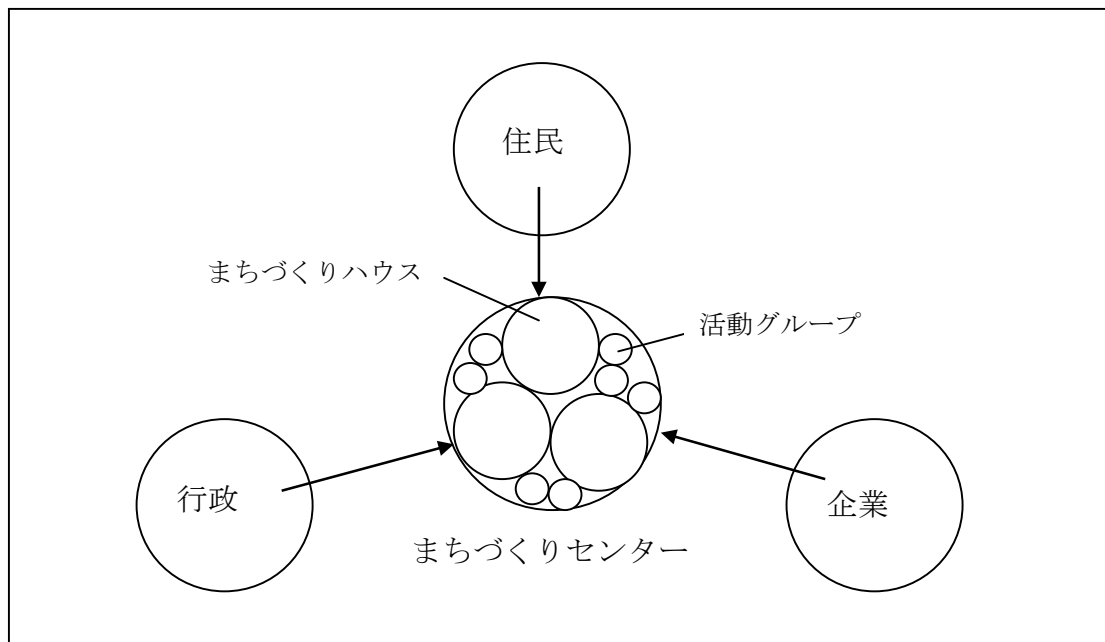 住民
まちづくりハウス
活動グループ
行政
企業
まちづくりセンター